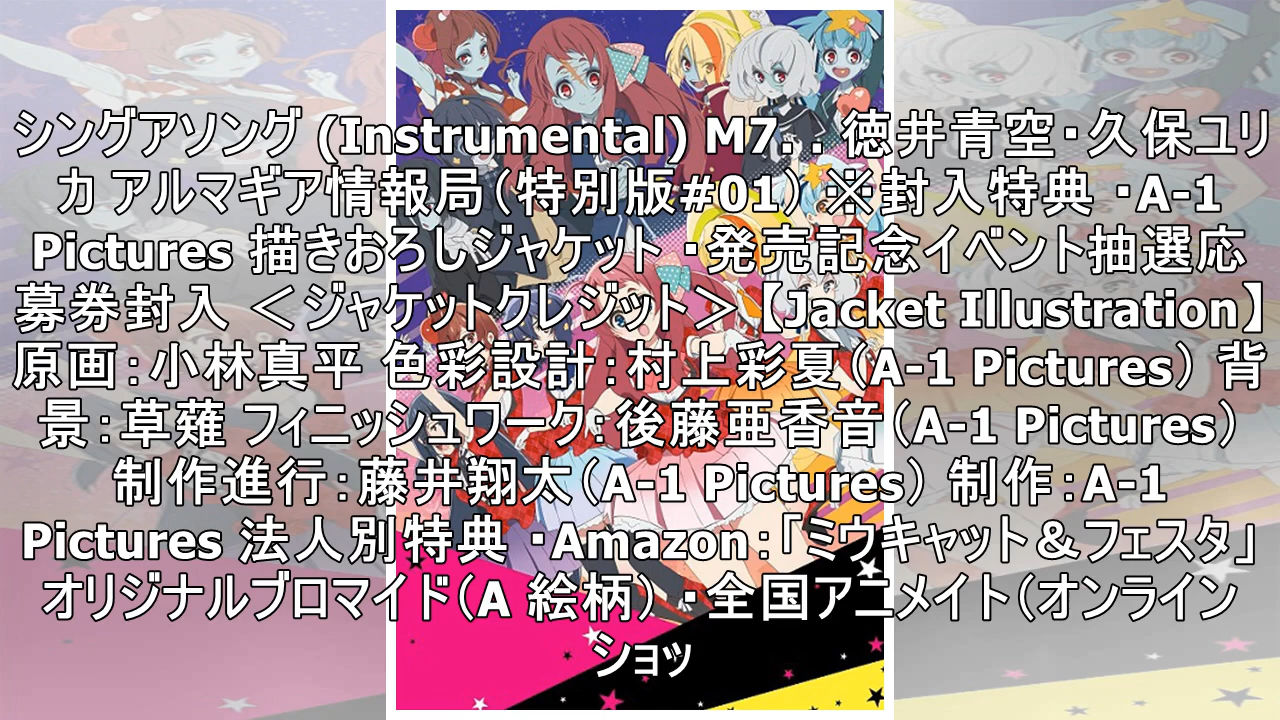 シングアソング (Instrumental) M7. . 徳井青空・久保ユリ
カ アルマギア情報局（特別版#01） ※封入特典 ・A-1
Pictures 描きおろしジャケット ・発売記念イベント抽選応
募券封入 ＜ジャケットクレジット＞ 【Jacket Illustration】
原画：小林真平 色彩設計：村上彩夏（A-1 Pictures） 背
景：草薙 フィニッシュワーク：後藤亜香音（A-1 Pictures）
制作進行：藤井翔太（A-1 Pictures） 制作：A-1
Pictures 法人別特典 ・Amazon：「ミウキャット＆フェスタ」
オリジナルブロマイド（A 絵柄） ・全国アニメイト（オンライン
ショッ